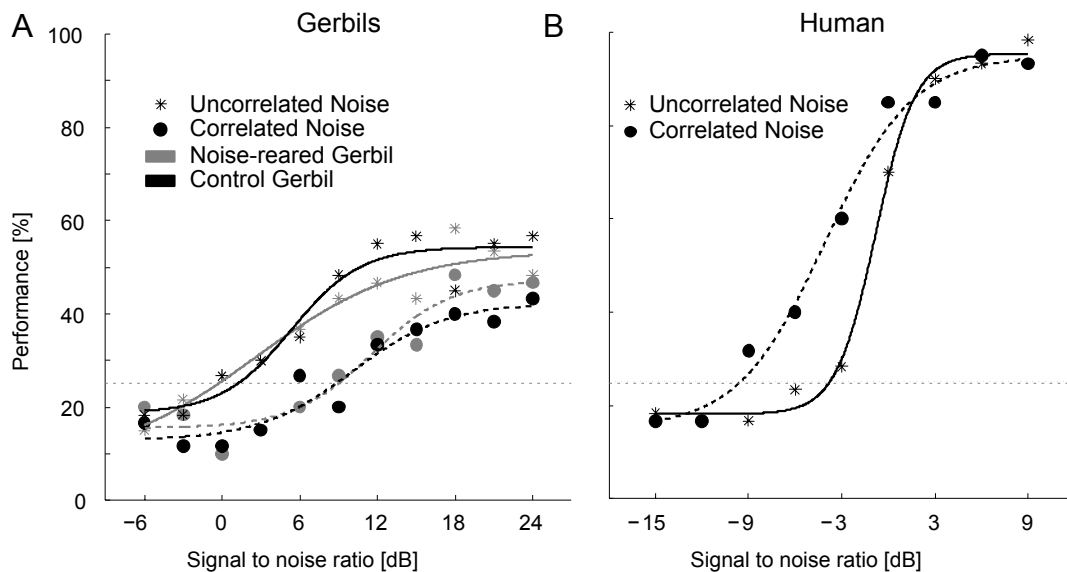 A
Gerbils
100
80
60
40
20
0
Performance [%]
Uncorrelated Noise
Correlated Noise
Noise-reared Gerbil
Control Gerbil
−6
0
6
12
18
24
Signal to noise ratio [dB]
B
Human
Uncorrelated Noise
Correlated Noise
−15
−9
−3
3
9
Signal to noise ratio [dB]